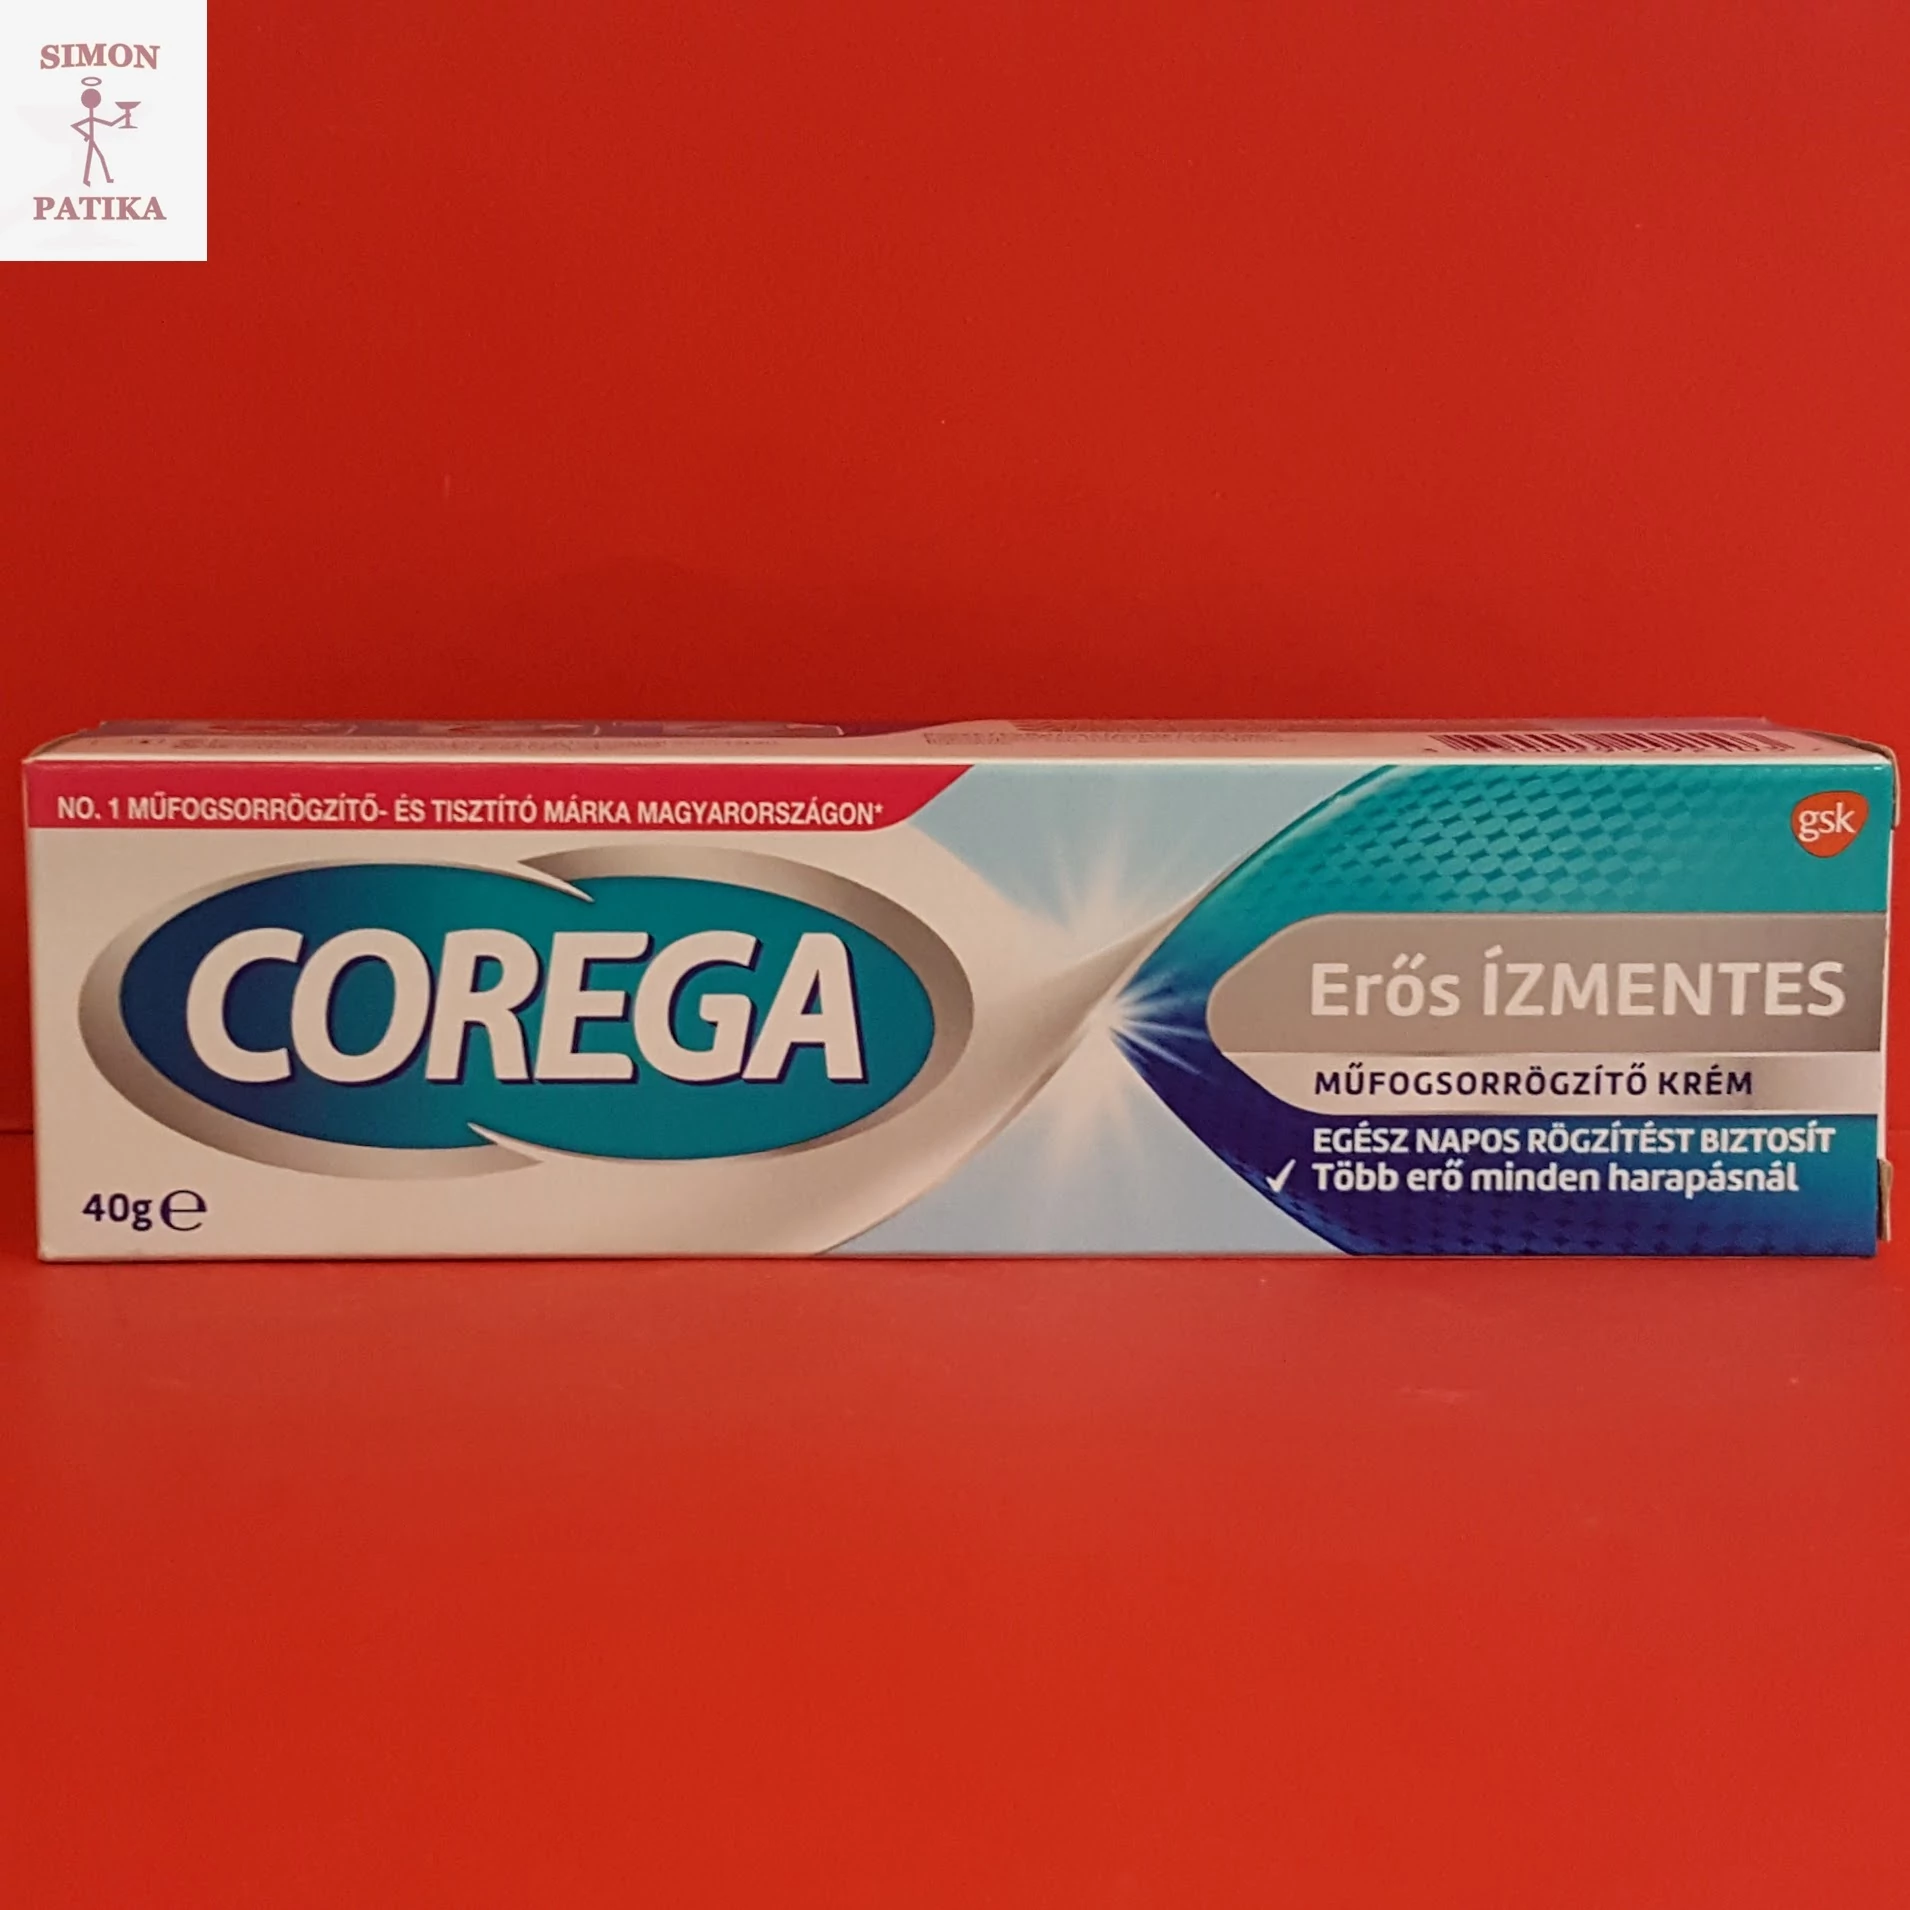 SIMON
PATIKA
NO. 1 MŰFOGSORRÖGZÍTŐ- ÉS TISZTÍTÓ MÁRKA MAGYARORSZÁGON*
gsk
COREGA
Erős ÍZMENTES
MŰFOGSORRÖGZÍTŐ KRÉM
EGÉSZ NAPOS RÖGZÍTÉST BIZTOSÍT
✓ Több erő minden harapásnál
40g ℮